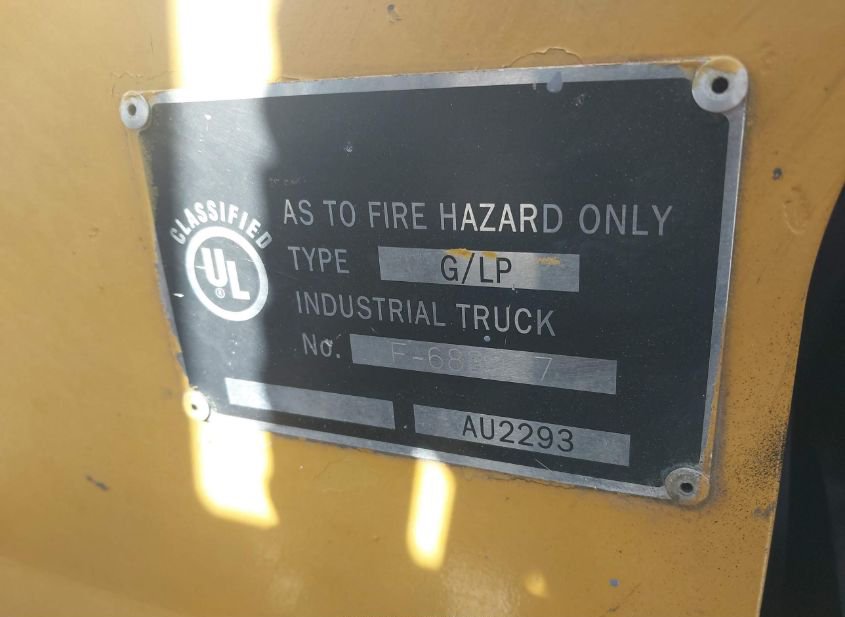 CLASSIFIED
UL®
AS TO FIRE HAZARD ONLY
TYPE G/LP
INDUSTRIAL TRUCK
No.
AU2293